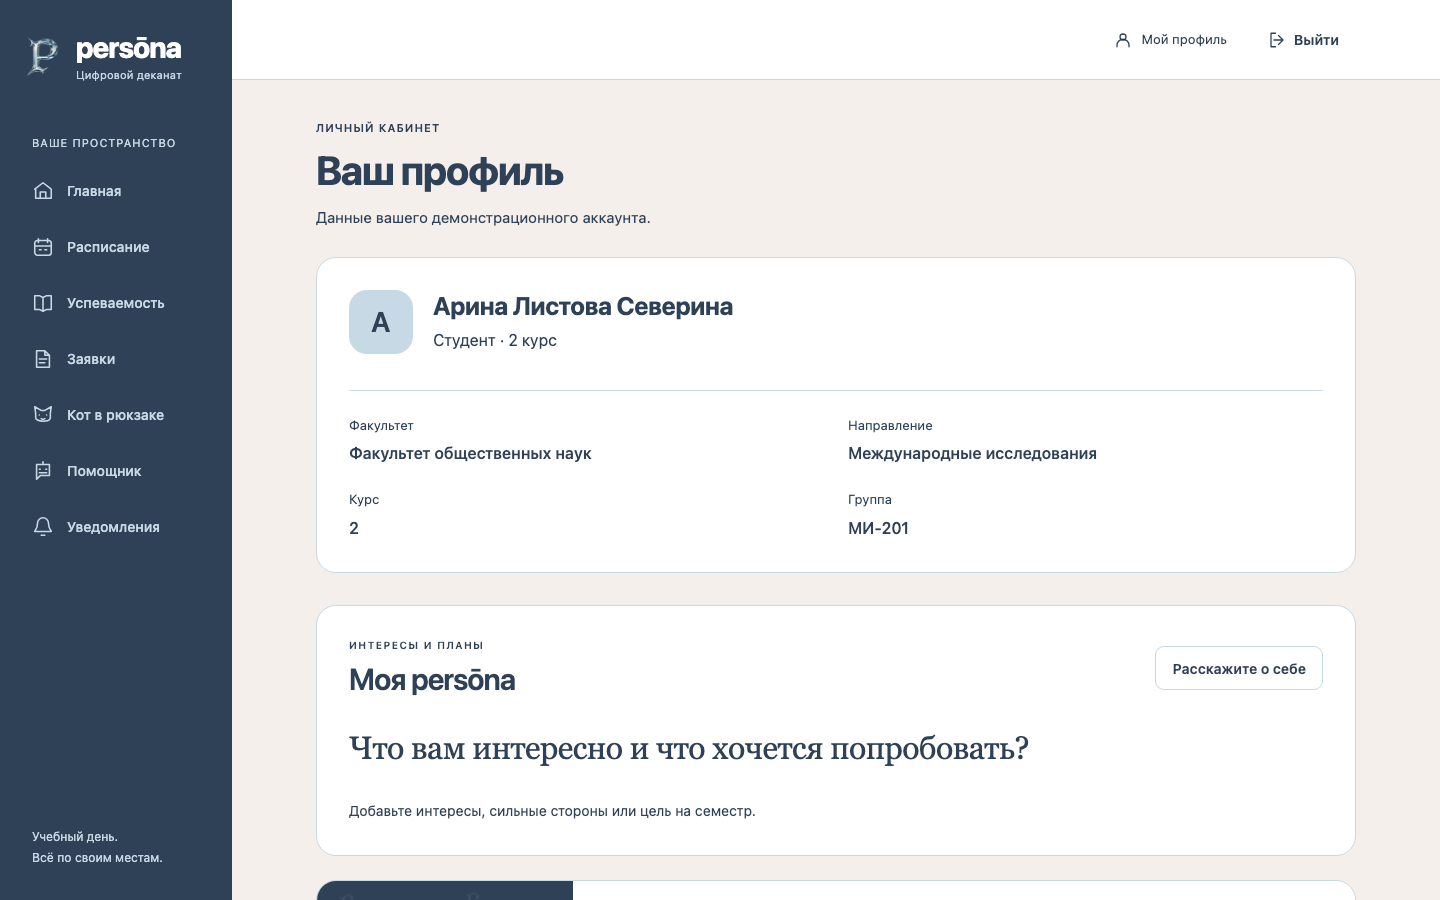 persōna
Цифровой деканат
ВАШЕ ПРОСТРАНСТВО
Главная
Расписание
Успеваемость
Заявки
Кот в рюкзаке
Помощник
Уведомления
Учебный день.
Всё по своим местам.
Мой профиль
Выйти
ЛИЧНЫЙ КАБИНЕТ
Ваш профиль
Данные вашего демонстрационного аккаунта.
А
Арина Листова Северина
Студент · 2 курс
Факультет
Факультет общественных наук
Направление
Международные исследования
Курс
2
Группа
МИ-201
ИНТЕРЕСЫ И ПЛАНЫ
Моя persōna
Расскажите о себе
Что вам интересно и что хочется попробовать?
Добавьте интересы, сильные стороны или цель на семестр.